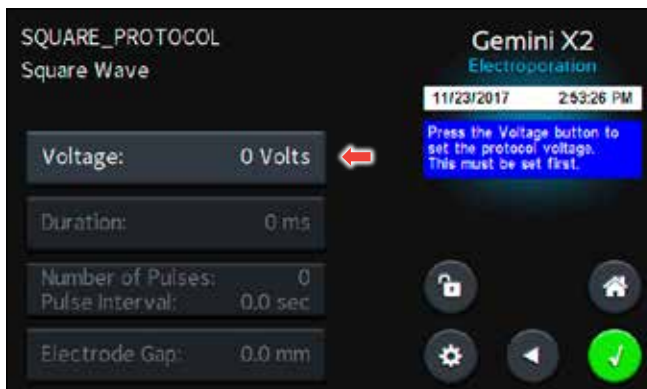 SQUARE_PROTOCOL
Square Wave
Gemini X2
Electroporation
11/23/2017 2:53:26 PM
Press the Voltage button to
set the protocol voltage.
This must be set first.
Voltage: 0 Volts
Duration: 0 ms
Number of Pulses: 0
Pulse Interval: 0.0 sec
Electrode Gap: 0.0 mm